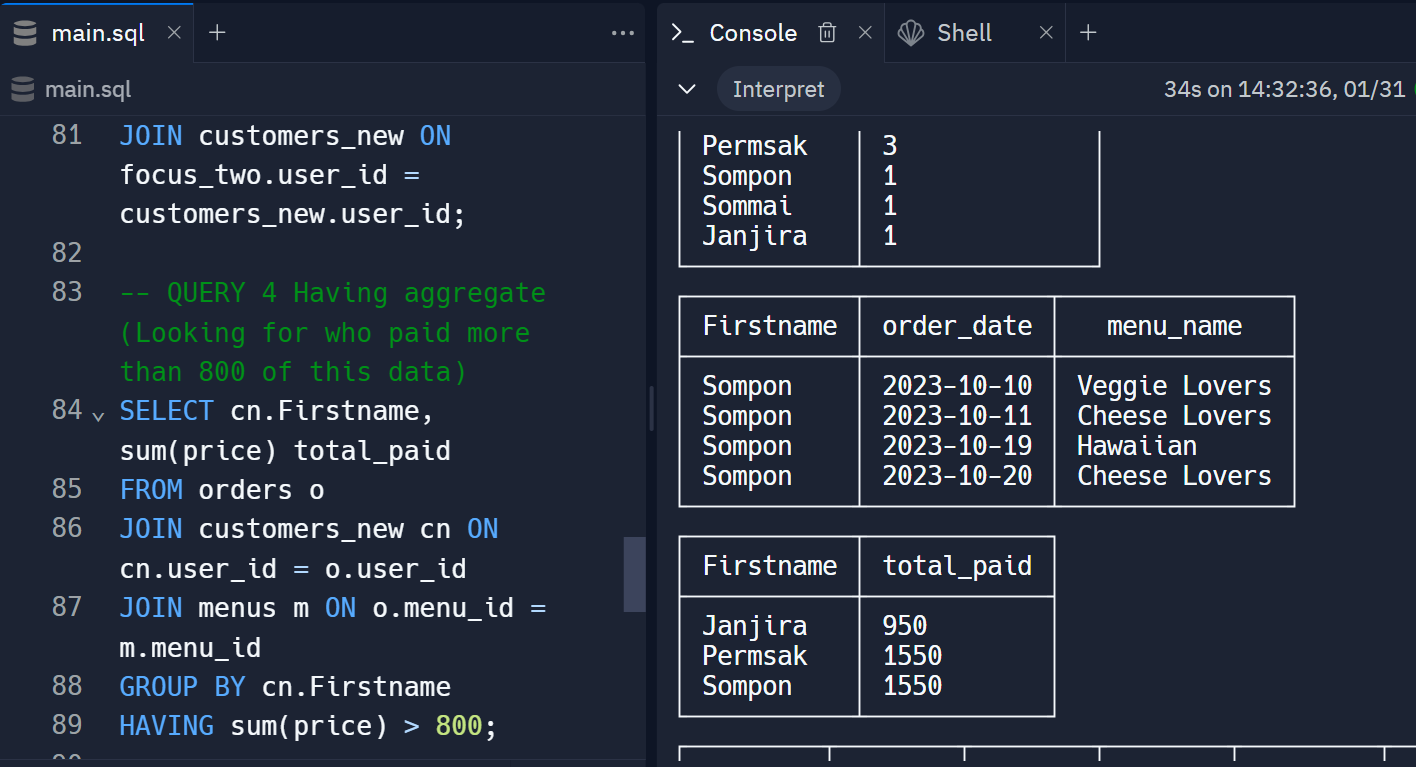 main.sql
main.sql
81 JOIN customers_new ON
focus_two.user_id =
customers_new.user_id;
82
83 -- QUERY 4 Having aggregate
(Looking for who paid more
than 800 of this data)
84 SELECT cn.Firstname,
sum(price) total_paid
85 FROM orders o
86 JOIN customers_new cn ON
cn.user_id = o.user_id
87 JOIN menus m ON o.menu_id =
m.menu_id
88 GROUP BY cn.Firstname
89 HAVING sum(price) > 800;
Console Shell
Interpret 34s on 14:32:36, 01/31
Permsak 3
Sompon 1
Sommai 1
Janjira 1
Firstname order_date menu_name
Sompon 2023-10-10 Veggie Lovers
Sompon 2023-10-11 Cheese Lovers
Sompon 2023-10-19 Hawaiian
Sompon 2023-10-20 Cheese Lovers
Firstname total_paid
Janjira 950
Permsak 1550
Sompon 1550